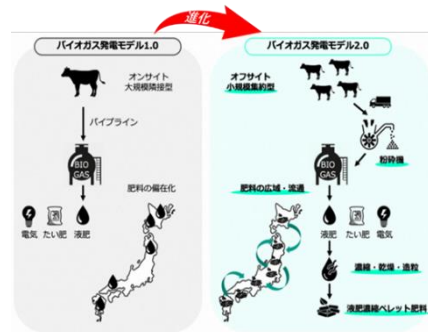 進化
バイオガス発電モデル1.0
オンサイト
大規模隣接型
パイプライン
BIO
GAS
肥料の偏在化
電気
たい肥
液肥
バイオガス発電モデル2.0
オフサイト
小規模集約型
粉砕機
BIO
GAS
肥料の広域・流通
液肥
たい肥
電気
濃縮・乾燥・造粒
液肥濃縮ペレット肥料